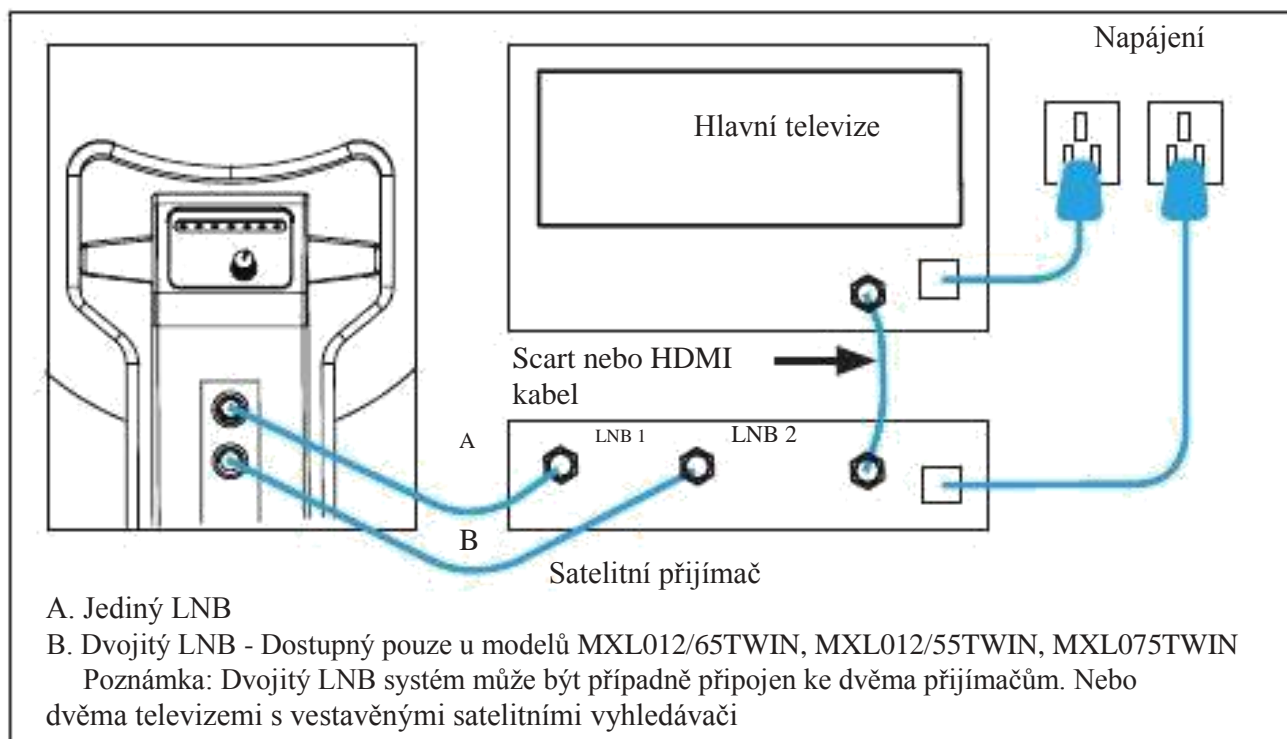 Napájení
Hlavní televize
Scart nebo HDMI
kabel
A
LNB 1
LNB 2
B
Satelitní přijímač
A. Jediný LNB
B. Dvojitý LNB - Dostupný pouze u modelů MXL012/65TWIN, MXL012/55TWIN, MXL075TWIN
Poznámka: Dvojitý LNB systém může být případně připojen ke dvěma přijímačům. Nebo
dvěma televizemi s vestavěnými satelitními vyhledávači